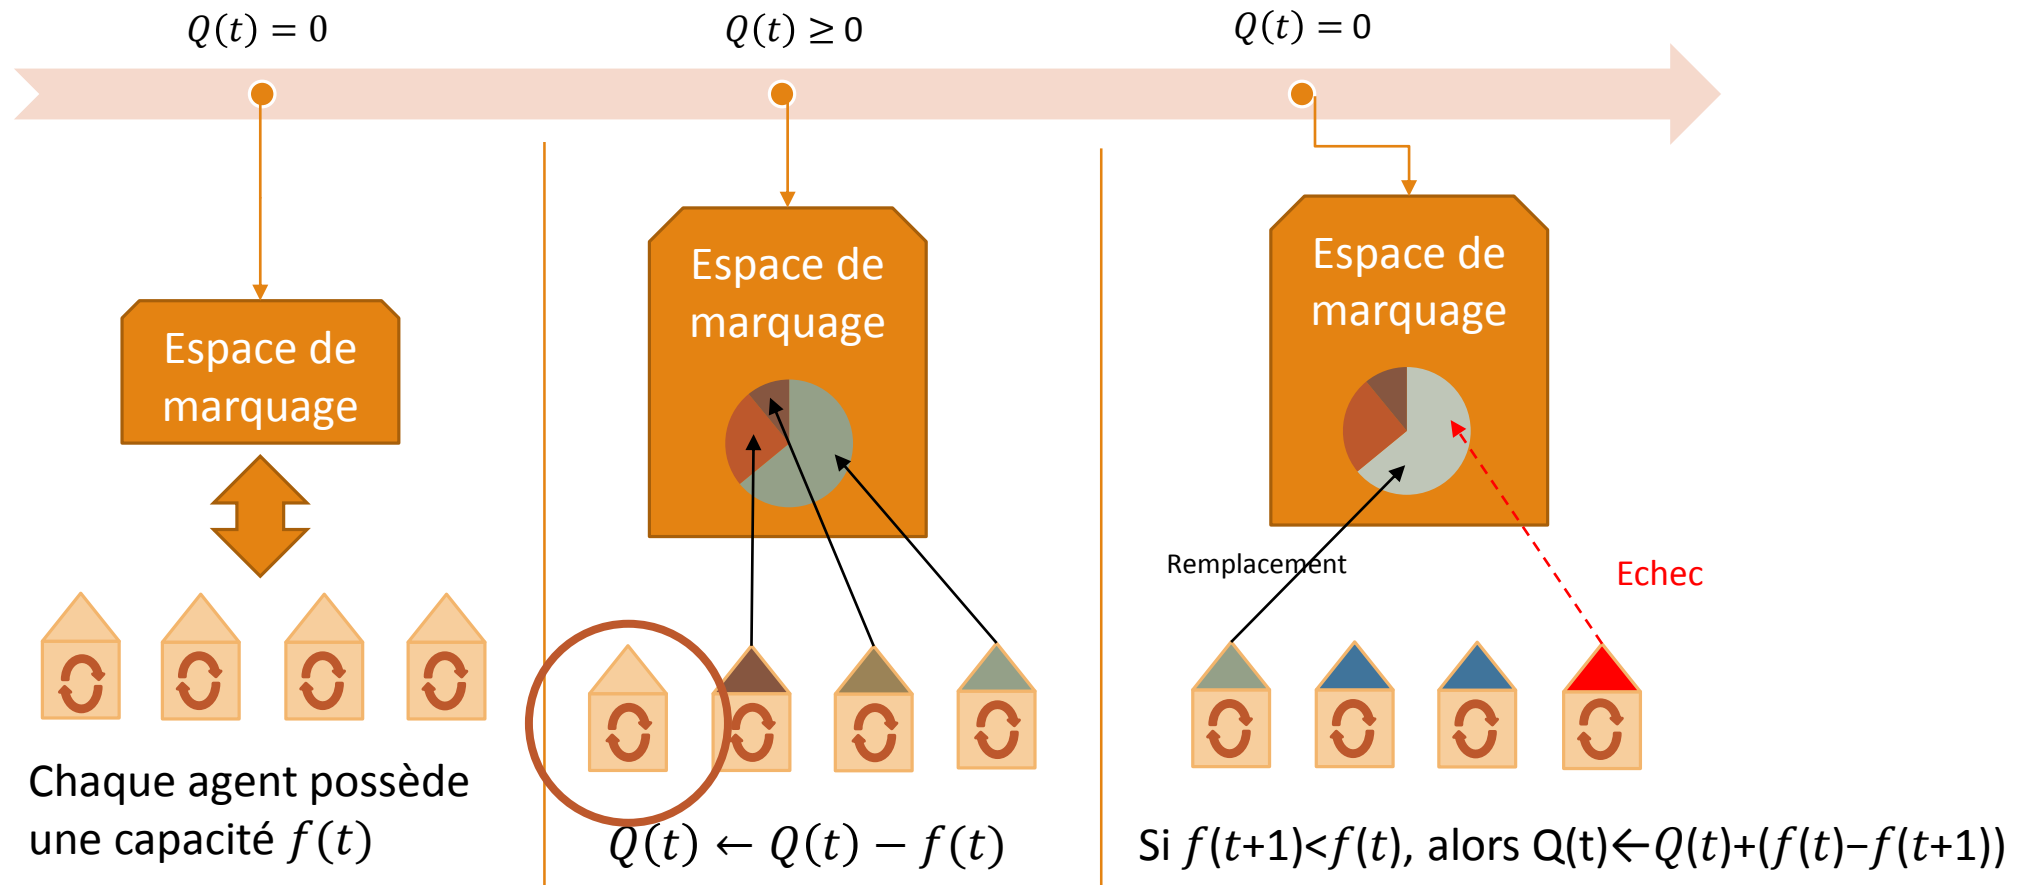 Q(t) = 0
Q(t) ≥ 0
Q(t) = 0
Espace de
marquage
Chaque agent possède
une capacité f(t)
Espace de
marquage
Q(t) ← Q(t) − f(t)
Espace de
marquage
Remplacement
Echec
Si f(t+1)<f(t), alors Q(t)←Q(t)+(f(t)−f(t+1))